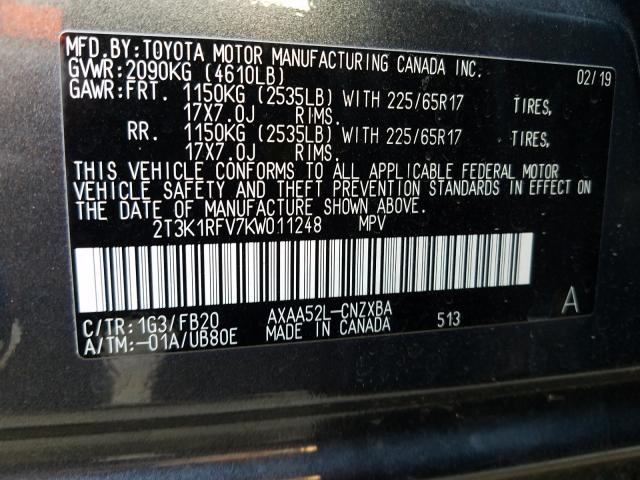 MFD.BY:TOYOTA MOTOR MANUFACTURING CANADA INC.
GVWR:2090KG (4610LB) 02/19
GAWR:FRT. 1150KG (2535LB) WITH 225/65R17 TIRES,
17X7.0J RIMS.
RR. 1150KG (2535LB) WITH 225/65R17 TIRES,
17X7.0J RIMS.
THIS VEHICLE CONFORMS TO ALL APPLICABLE FEDERAL MOTOR
VEHICLE SAFETY AND THEFT PREVENTION STANDARDS IN EFFECT ON
THE DATE OF MANUFACTURE SHOWN ABOVE.
2T3K1RFV7KW011248 MPV
A
C/TR:1G3/FB20 AXAA52L-CNZXBA
A/TM:-01A/UB80E MADE IN CANADA 513